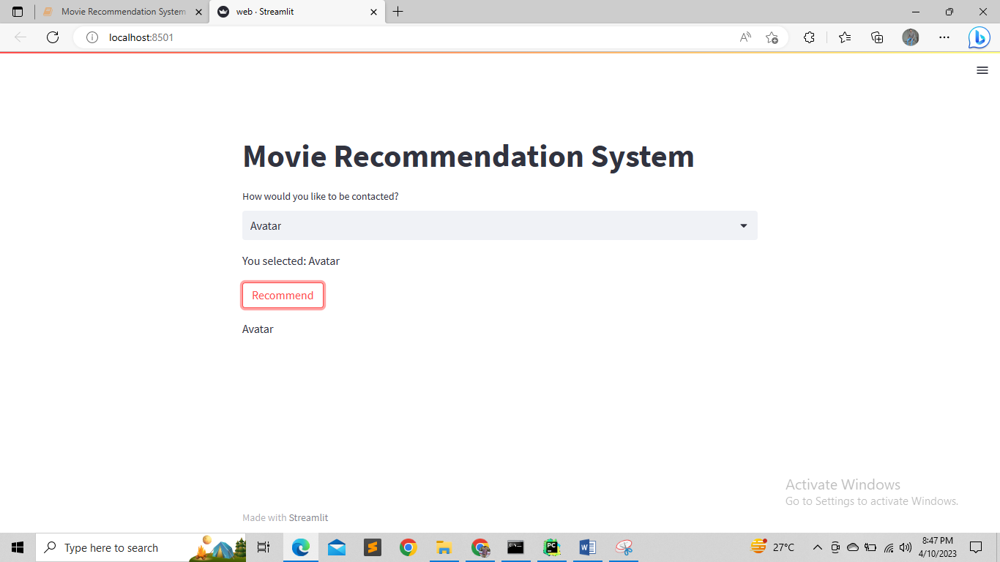 Movie Recommendation System
web · Streamlit
localhost:8501
Movie Recommendation System
How would you like to be contacted?
Avatar
You selected: Avatar
Recommend
Avatar
Activate Windows
Go to Settings to activate Windows.
Made with Streamlit
Type here to search
27°C
8:47 PM
4/10/2023